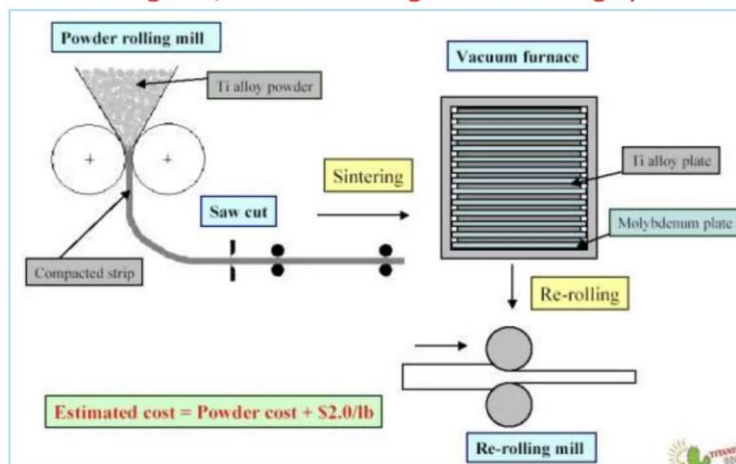 Powder rolling mill
Ti alloy powder
Vacuum furnace
Ti alloy plate
Sintering
Saw cut
Molybdenum plate
Compacted strip
Re-rolling
Estimated cost = Powder cost + $2.0/lb
Re-rolling mill